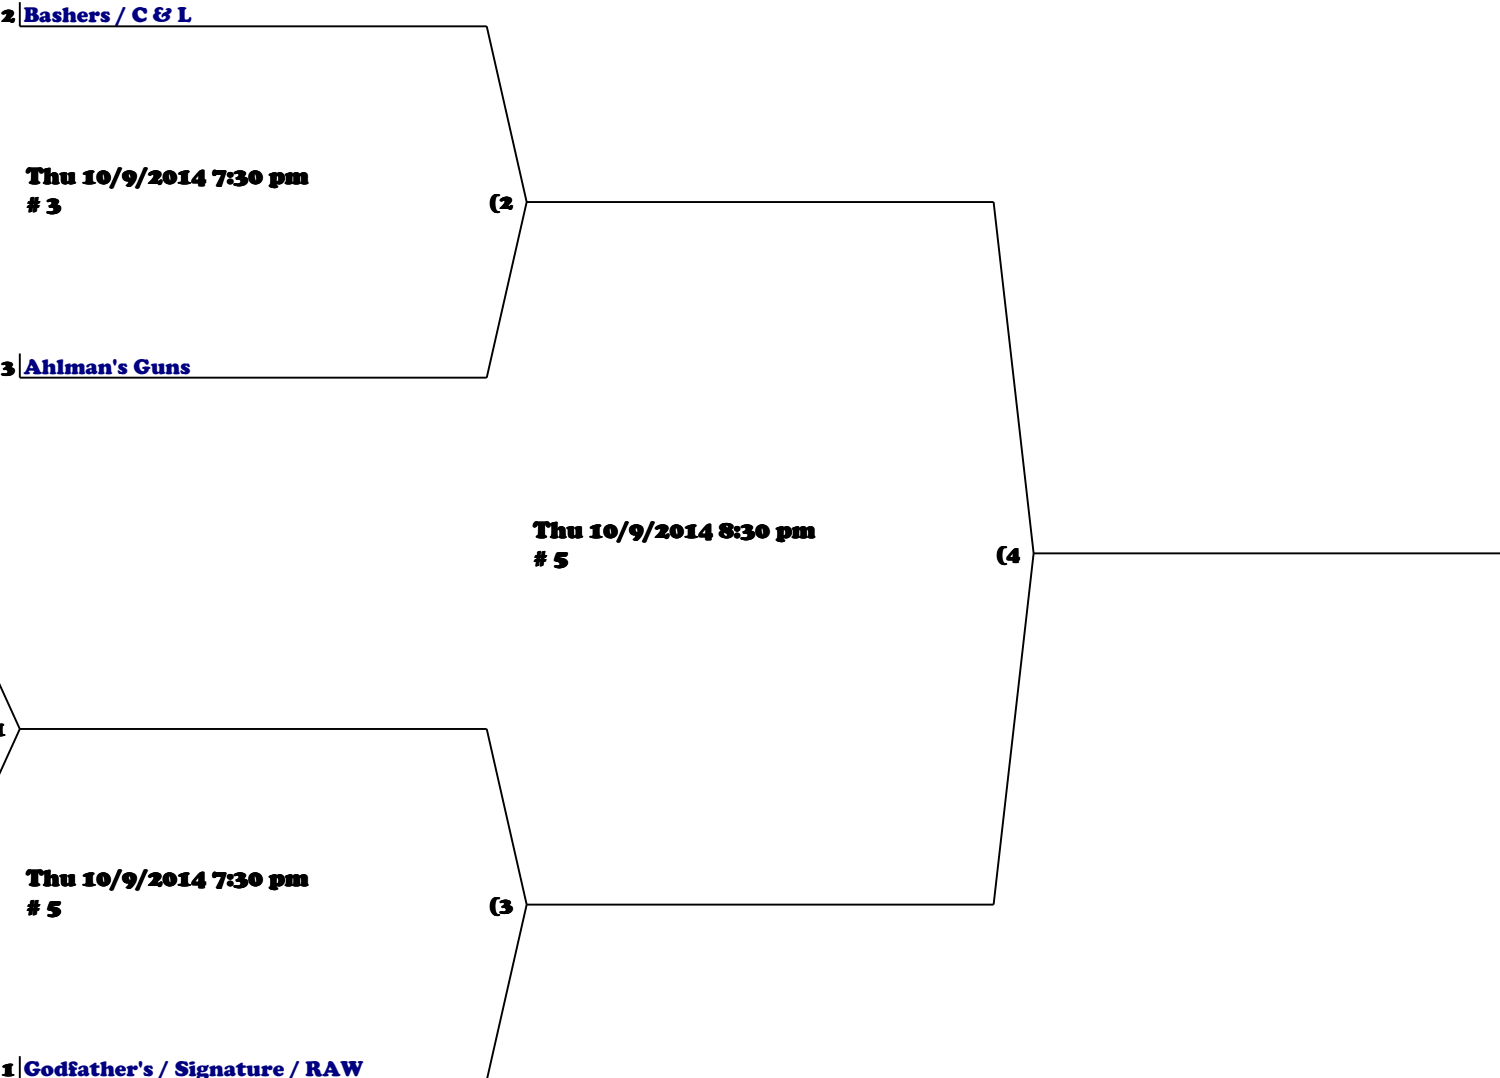 2 Bashers / C & L
Thu 10/9/2014 7:30 pm
# 3
(2
3 Ahlman's Guns
Thu 10/9/2014 8:30 pm
# 5
(4
1
Thu 10/9/2014 7:30 pm
# 5
(3
1 Godfather's / Signature / RAW